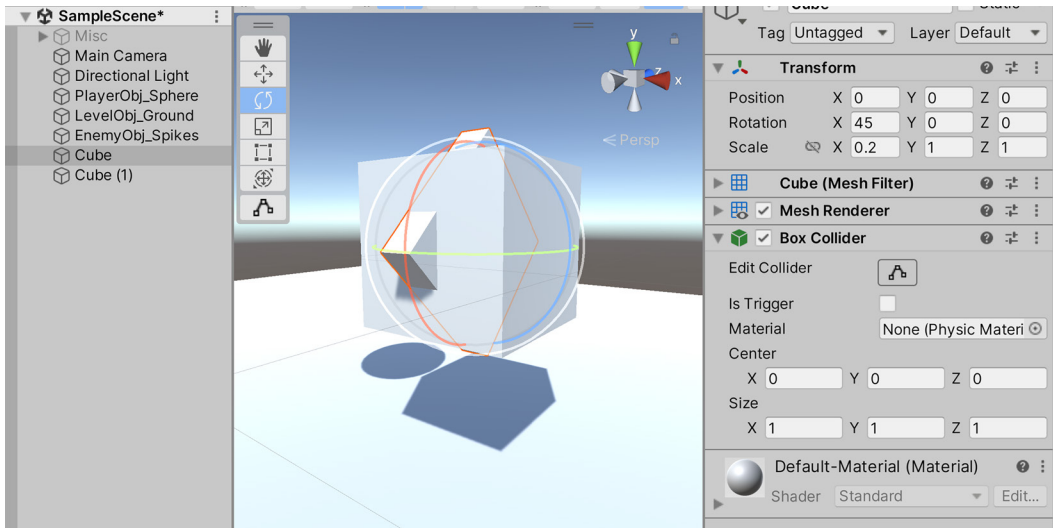 SampleScene*
Misc
Main Camera
Directional Light
PlayerObj_Sphere
LevelObj_Ground
EnemyObj_Spikes
Cube
Cube (1)
y
z
x
Persp
Cube
Static
Tag Untagged Layer Default
Transform
Position X 0 Y 0 Z 0
Rotation X 45 Y 0 Z 0
Scale X 0.2 Y 1 Z 1
Cube (Mesh Filter)
Mesh Renderer
Box Collider
Edit Collider
Is Trigger
Material None (Physic Materi
Center
X 0 Y 0 Z 0
Size
X 1 Y 1 Z 1
Default-Material (Material)
Shader Standard Edit...